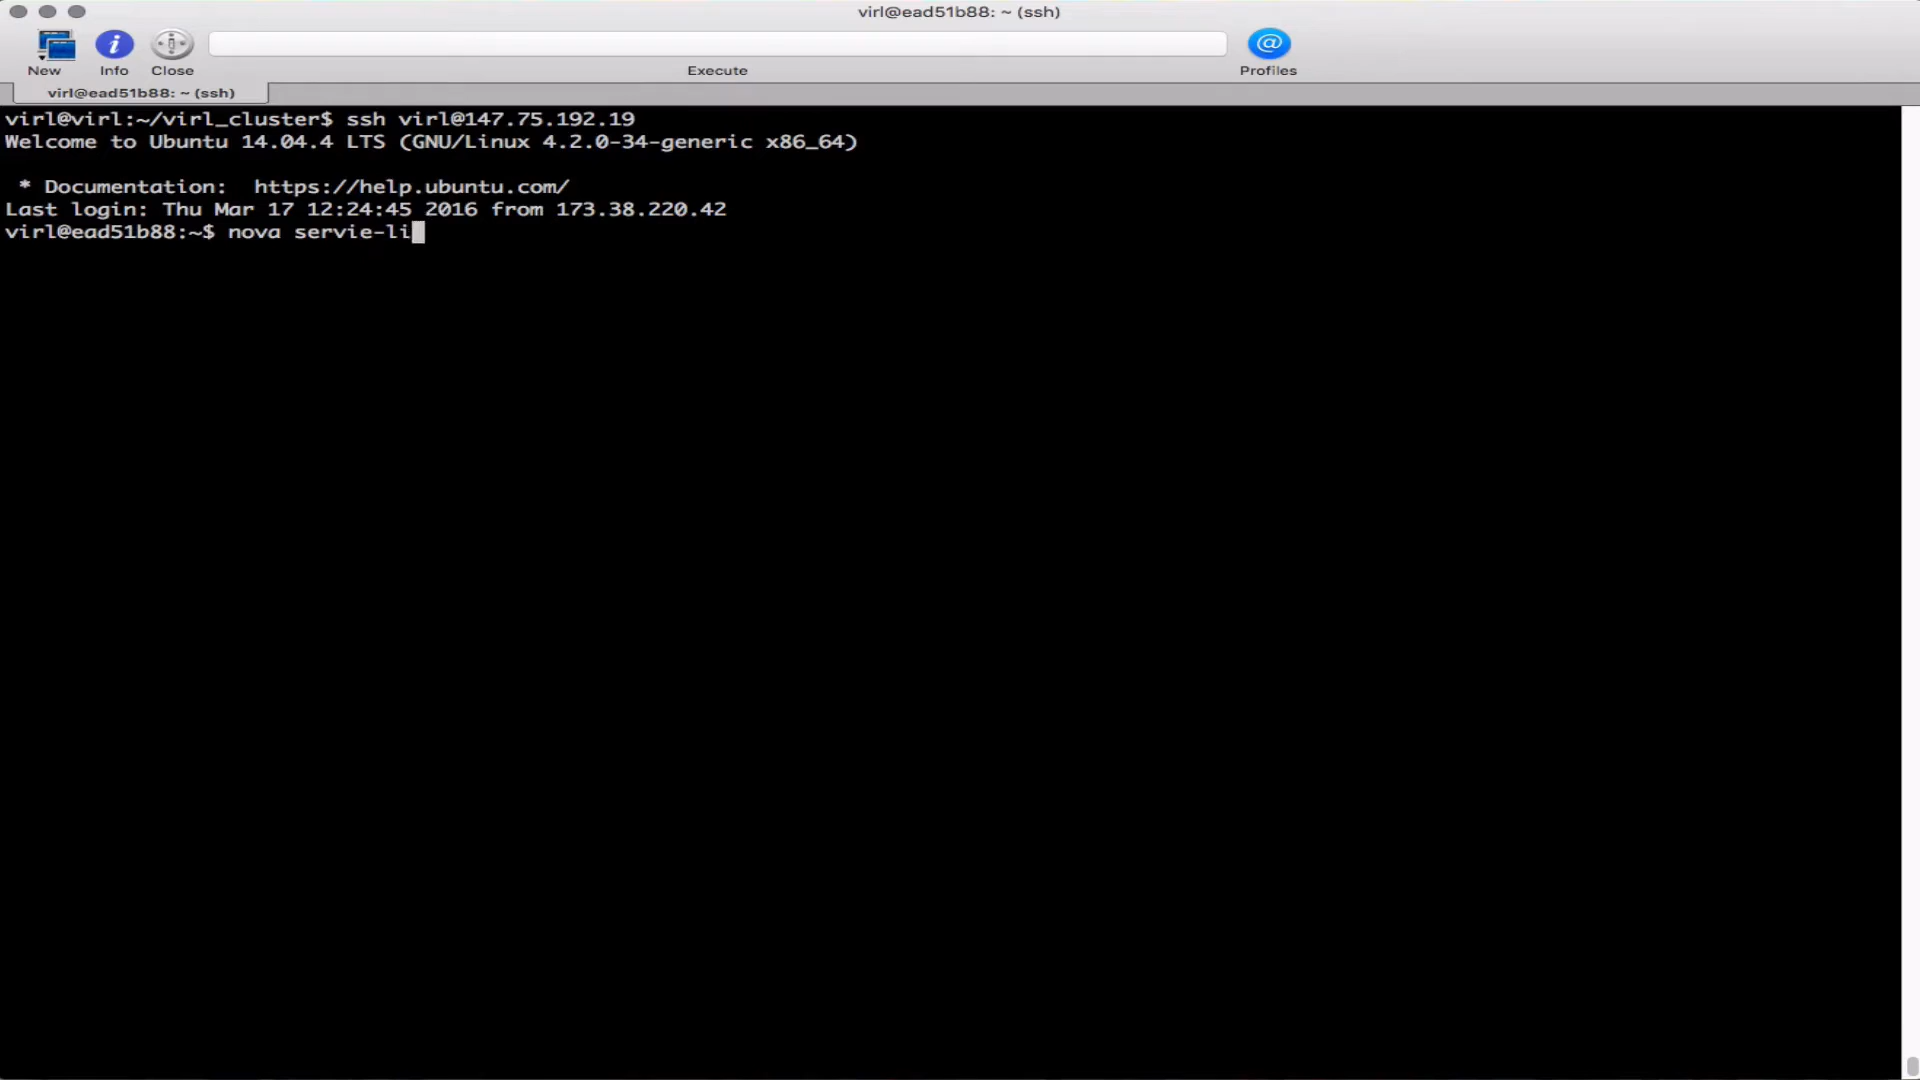 virl@ead51b88: ~ (ssh)
New Info Close Execute Profiles
virl@ead51b88: ~ (ssh)
virl@virl:~/virl_cluster$ ssh virl@147.75.192.19
Welcome to Ubuntu 14.04.4 LTS (GNU/Linux 4.2.0-34-generic x86_64)
* Documentation: https://help.ubuntu.com/
Last login: Thu Mar 17 12:24:45 2016 from 173.38.220.42
virl@ead51b88:~$ nova servie-li